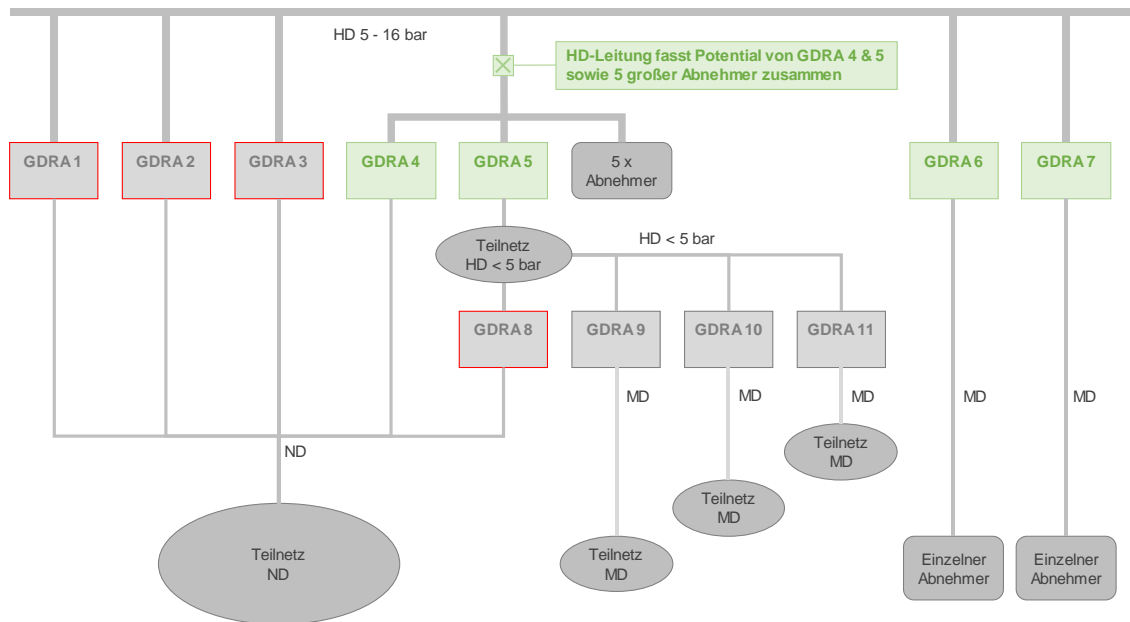 HD 5 - 16 bar
HD-Leitung fasst Potential von GDRA 4 & 5
sowie 5 großer Abnehmer zusammen
GDRA 1
GDRA 2
GDRA 3
GDRA 4
GDRA 5
5 x
Abnehmer
GDRA 6
GDRA 7
Teilnetz
HD < 5 bar
HD < 5 bar
GDRA 8
GDRA 9
GDRA 10
GDRA 11
MD
MD
MD
MD
MD
ND
Teilnetz
MD
Teilnetz
MD
Teilnetz
ND
Teilnetz
MD
Einzelner
Abnehmer
Einzelner
Abnehmer